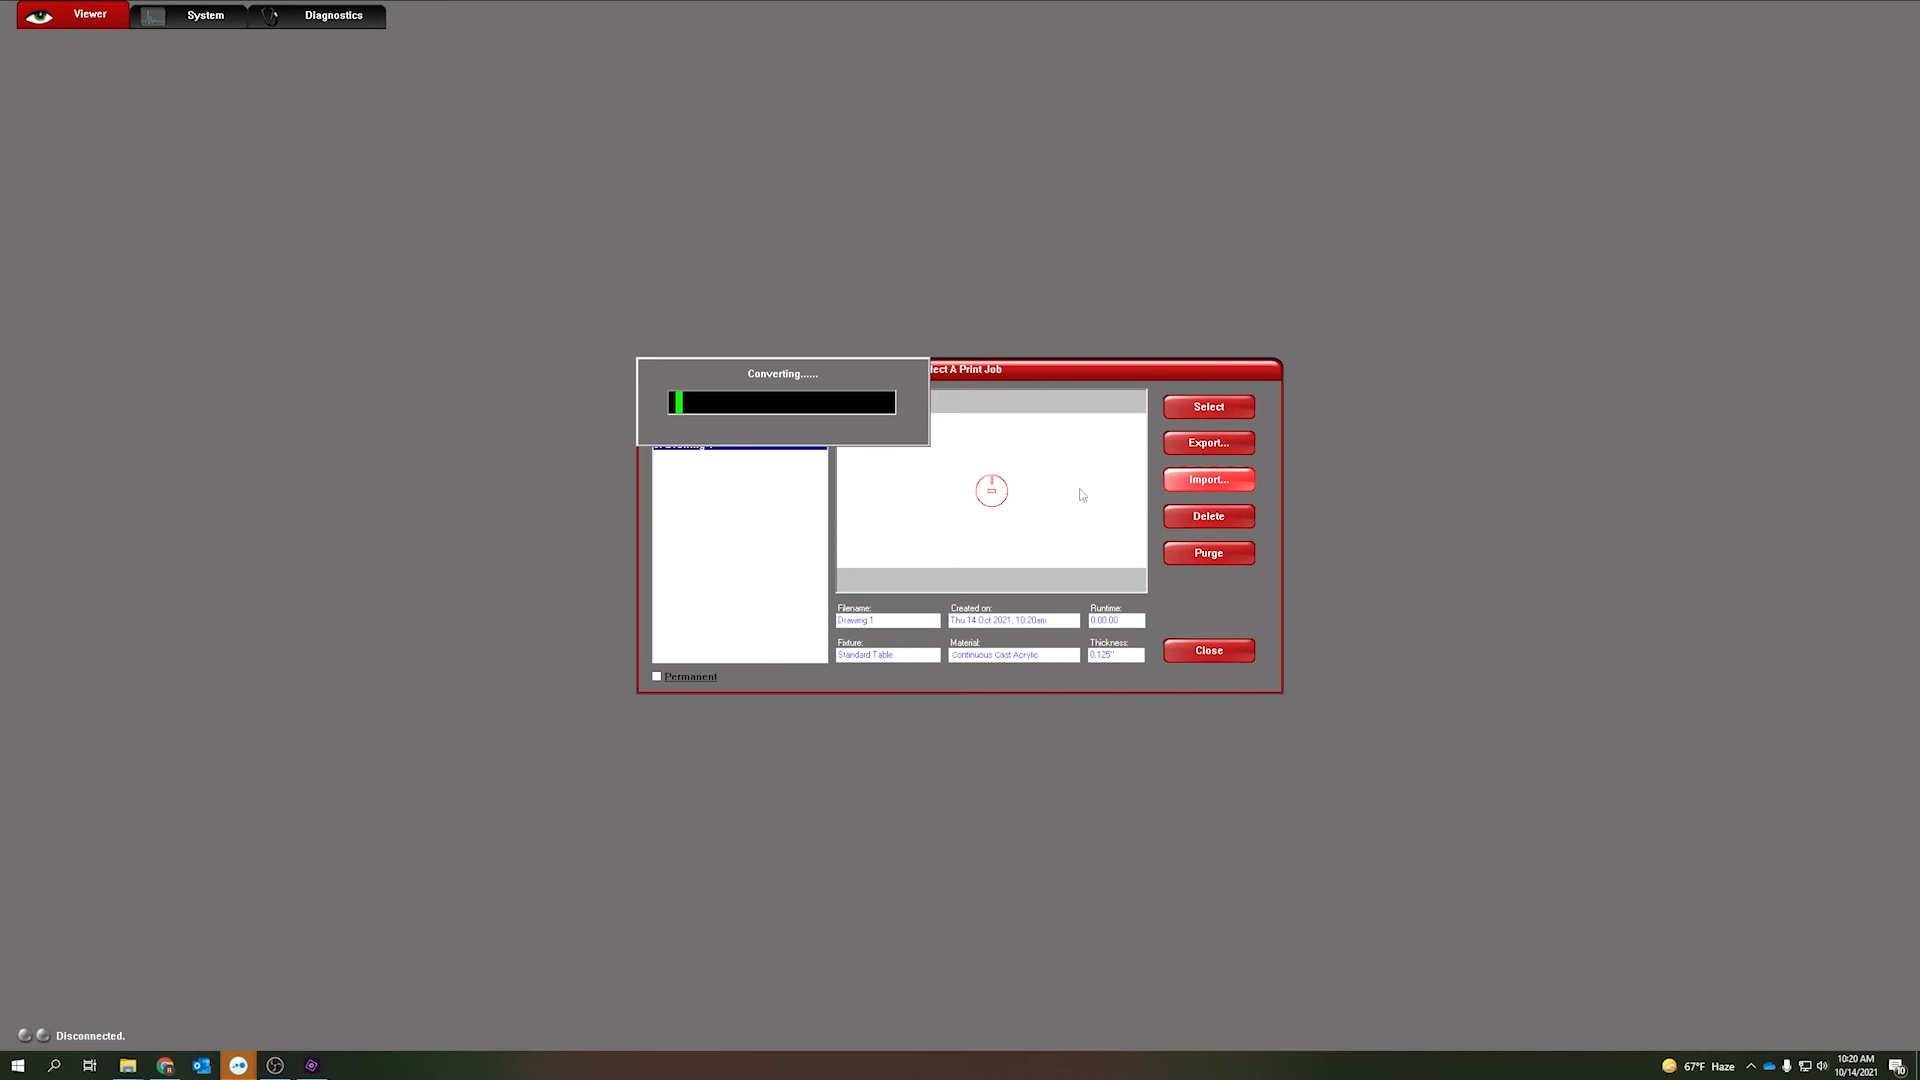 Viewer
System
Diagnostics
Converting......
lect A Print Job
Select
Export...
Import...
Delete
Purge
Close
Filename:
Created on:
Runtime:
Drawing 1
Thu 14 Oct 2021, 10:20am
0:00:00
Fixture:
Material:
Thickness:
Standard Table
Continuous Cast Acrylic
0.125"
Permanent
Disconnected.
67°F Haze
10:20 AM
10/14/2021
10